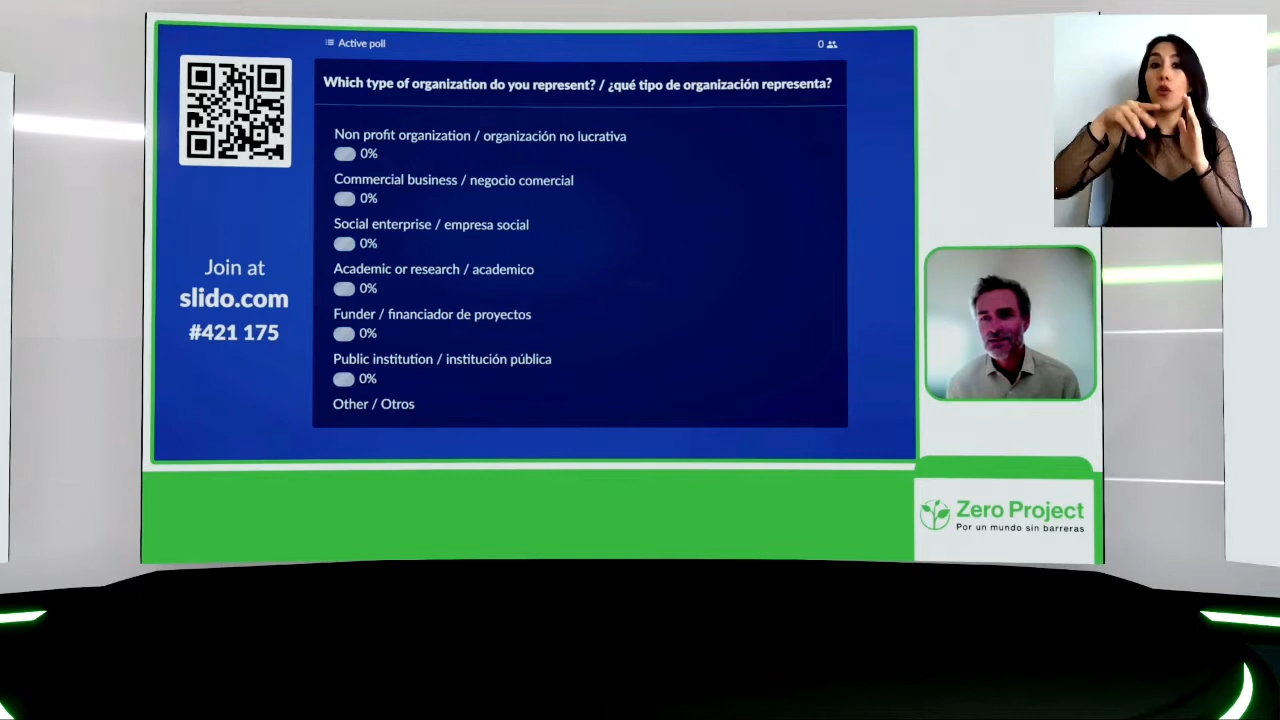 Active poll
0
Which type of organization do you represent? / ¿qué tipo de organización representa?
Non profit organization / organización no lucrativa
0%
Commercial business / negocio comercial
0%
Social enterprise / empresa social
0%
Academic or research / academico
0%
Funder / financiador de proyectos
0%
Public institution / institución pública
0%
Other / Otros
Join at
slido.com
#421 175
Zero Project
Por un mundo sin barreras